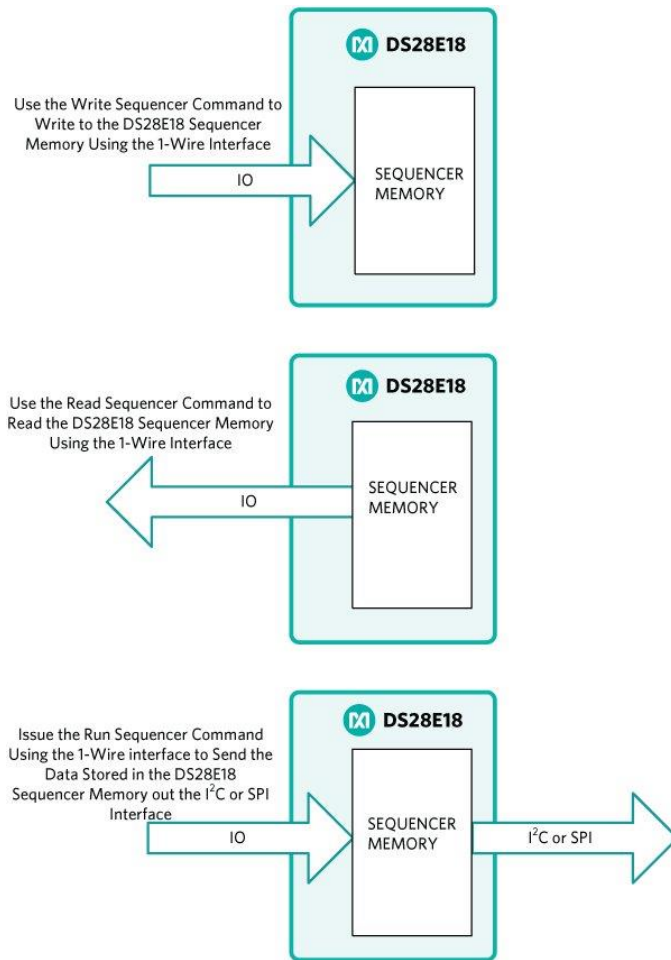 DS28E18
Use the Write Sequencer Command to
Write to the DS28E18 Sequencer
Memory Using the 1-Wire Interface
IO
SEQUENCER
MEMORY
DS28E18
Use the Read Sequencer Command to
Read the DS28E18 Sequencer Memory
Using the 1-Wire Interface
IO
SEQUENCER
MEMORY
DS28E18
Issue the Run Sequencer Command
Using the 1-Wire interface to Send the
Data Stored in the DS28E18
Sequencer Memory out the I²C or SPI
Interface
IO
SEQUENCER
MEMORY
I²C or SPI